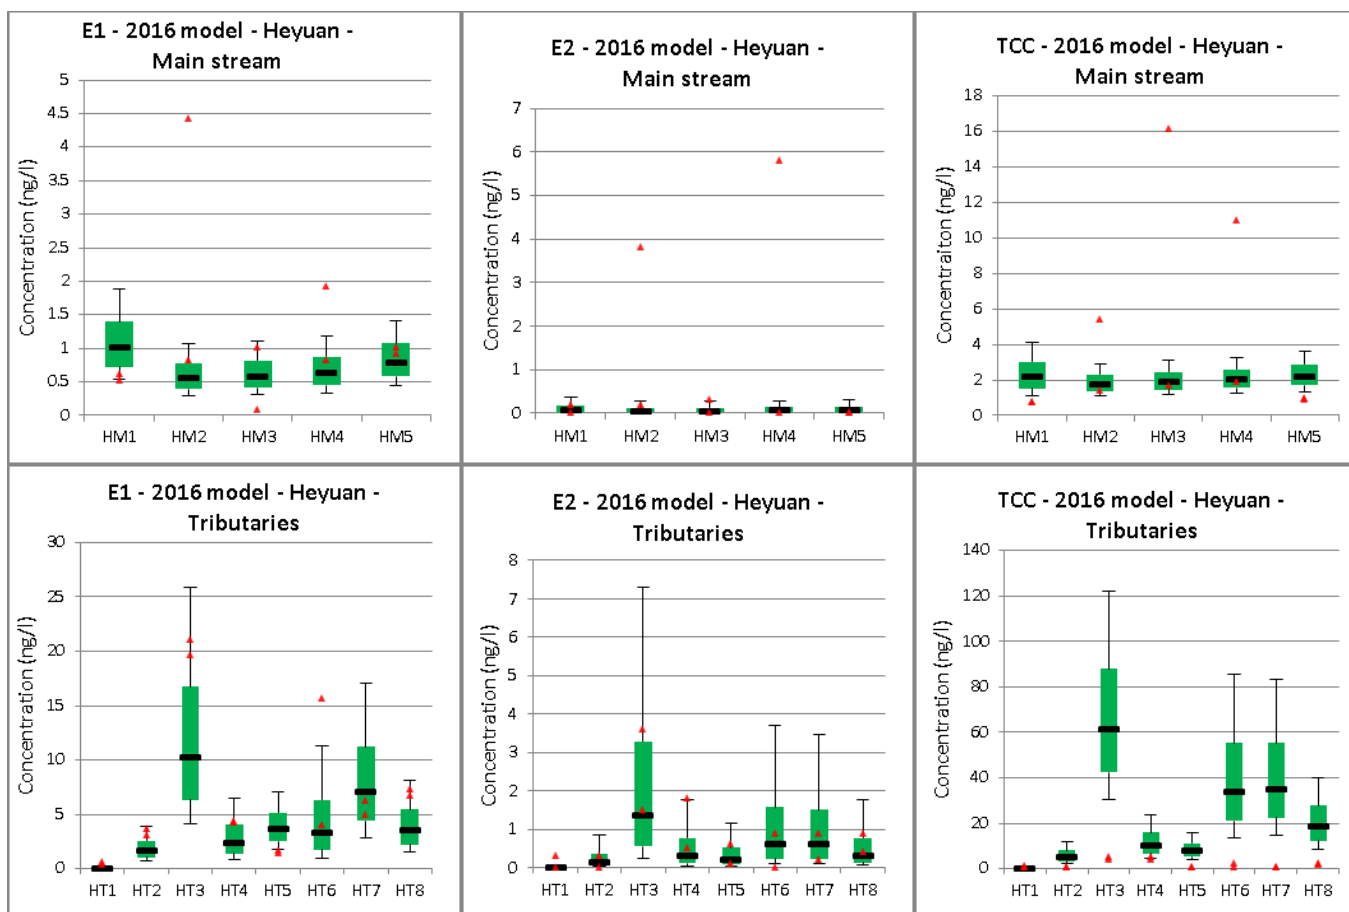 E1 - 2016 model - Heyuan -
Main stream
Concentration (ng/l)
5
4.5
4
3.5
3
2.5
2
1.5
1
0.5
0
HM1 HM2 HM3 HM4 HM5
E2 - 2016 model - Heyuan -
Main stream
Concentration (ng/l)
7
6
5
4
3
2
1
0
HM1 HM2 HM3 HM4 HM5
TCC - 2016 model - Heyuan -
Main stream
Concentraiton (ng/l)
18
16
14
12
10
8
6
4
2
0
HM1 HM2 HM3 HM4 HM5
E1 - 2016 model - Heyuan -
Tributaries
Concentration (ng/l)
30
25
20
15
10
5
0
HT1 HT2 HT3 HT4 HT5 HT6 HT7 HT8
E2 - 2016 model - Heyuan -
Tributaries
Concentration (ng/l)
8
7
6
5
4
3
2
1
0
HT1 HT2 HT3 HT4 HT5 HT6 HT7 HT8
TCC - 2016 model - Heyuan -
Tributaries
Concentration (ng/l)
140
120
100
80
60
40
20
0
HT1 HT2 HT3 HT4 HT5 HT6 HT7 HT8